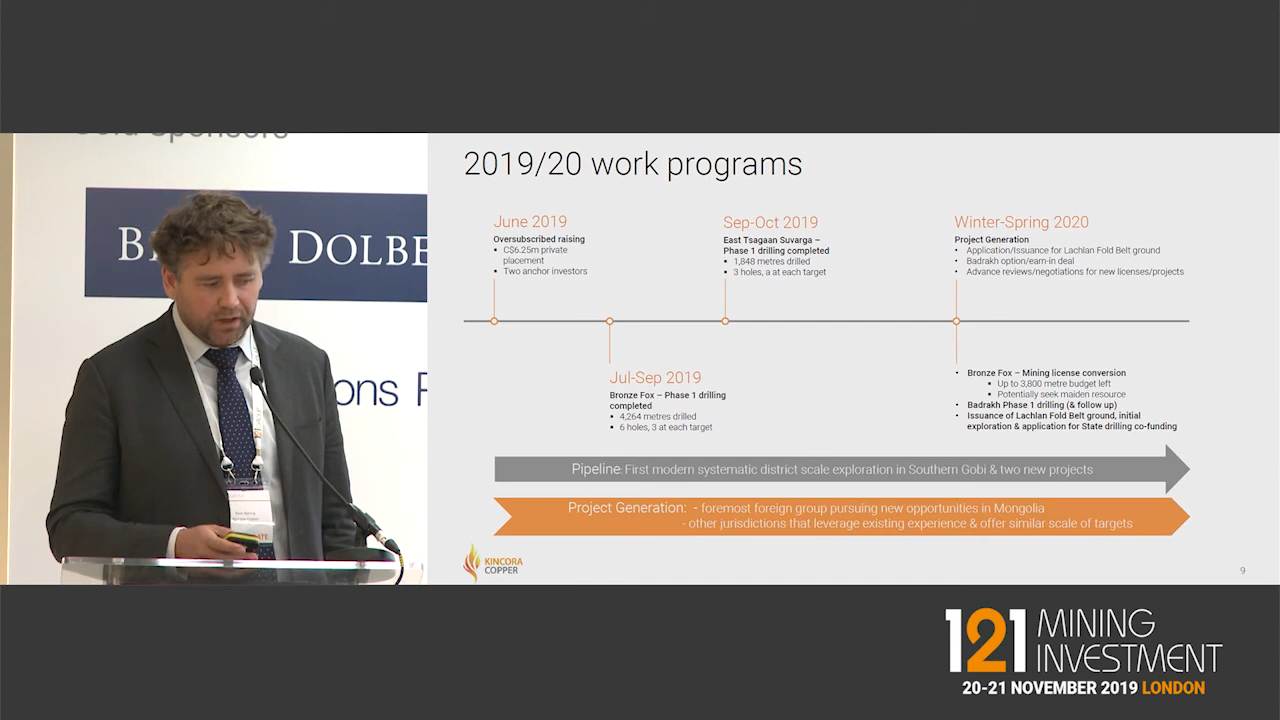 Gold Sponsors
B DOLBE
ons F
2019/20 work programs
June 2019
Oversubscribed raising
▪ C$6.25m private
placement
▪ Two anchor investors
Sep-Oct 2019
East Tsagaan Suvarga –
Phase 1 drilling completed
▪ 1,848 metres drilled
▪ 3 holes, a at each target
Winter-Spring 2020
Project Generation
• Application/Issuance for Lachlan Fold Belt ground
• Badrakh option/earn-in deal
• Advance reviews/negotiations for new licenses/projects
Jul-Sep 2019
Bronze Fox – Phase 1 drilling
completed
▪ 4,264 metres drilled
▪ 6 holes, 3 at each target
• Bronze Fox – Mining license conversion
▪ Up to 3,800 metre budget left
▪ Potentially seek maiden resource
• Badrakh Phase 1 drilling (& follow up)
• Issuance of Lachlan Fold Belt ground, initial
exploration & application for State drilling co-funding
Pipeline: First modern systematic district scale exploration in Southern Gobi & two new projects
Project Generation: - foremost foreign group pursuing new opportunities in Mongolia
- other jurisdictions that leverage existing experience & offer similar scale of targets
KINCORA
COPPER
9
121 MINING
INVESTMENT
20-21 NOVEMBER 2019 LONDON